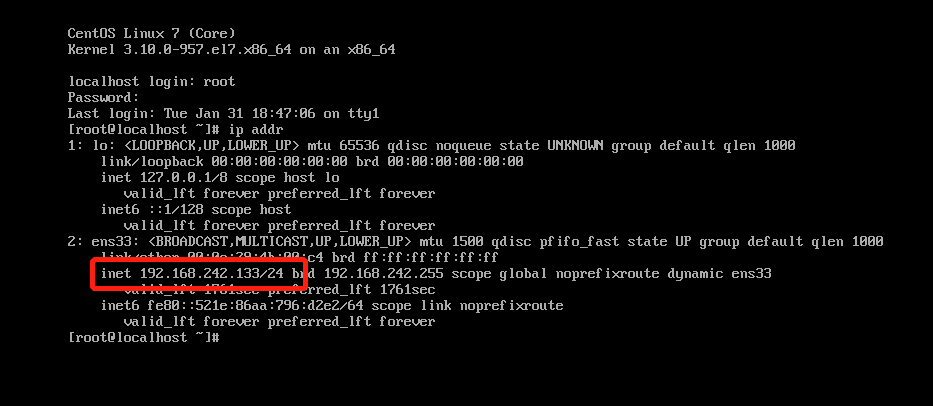 CentOS Linux 7 (Core)
Kernel 3.10.0-957.el7.x86_64 on an x86_64
localhost login: root
Password:
Last login: Tue Jan 31 18:47:06 on tty1
[root@localhost ~]# ip addr
1: lo: <LOOPBACK,UP,LOWER_UP> mtu 65536 qdisc noqueue state UNKNOWN group default qlen 1000
link/loopback 00:00:00:00:00:00 brd 00:00:00:00:00:00
inet 127.0.0.1/8 scope host lo
valid_lft forever preferred_lft forever
inet6 ::1/128 scope host
valid_lft forever preferred_lft forever
2: ens33: <BROADCAST,MULTICAST,UP,LOWER_UP> mtu 1500 qdisc pfifo_fast state UP group default qlen 1000
link/ether 00:0c:29:4b:00:c4 brd ff:ff:ff:ff:ff:ff
inet 192.168.242.133/24 brd 192.168.242.255 scope global noprefixroute dynamic ens33
valid_lft 1761sec preferred_lft 1761sec
inet6 fe80::521e:86aa:796:d2e2/64 scope link noprefixroute
valid_lft forever preferred_lft forever
[root@localhost ~]#